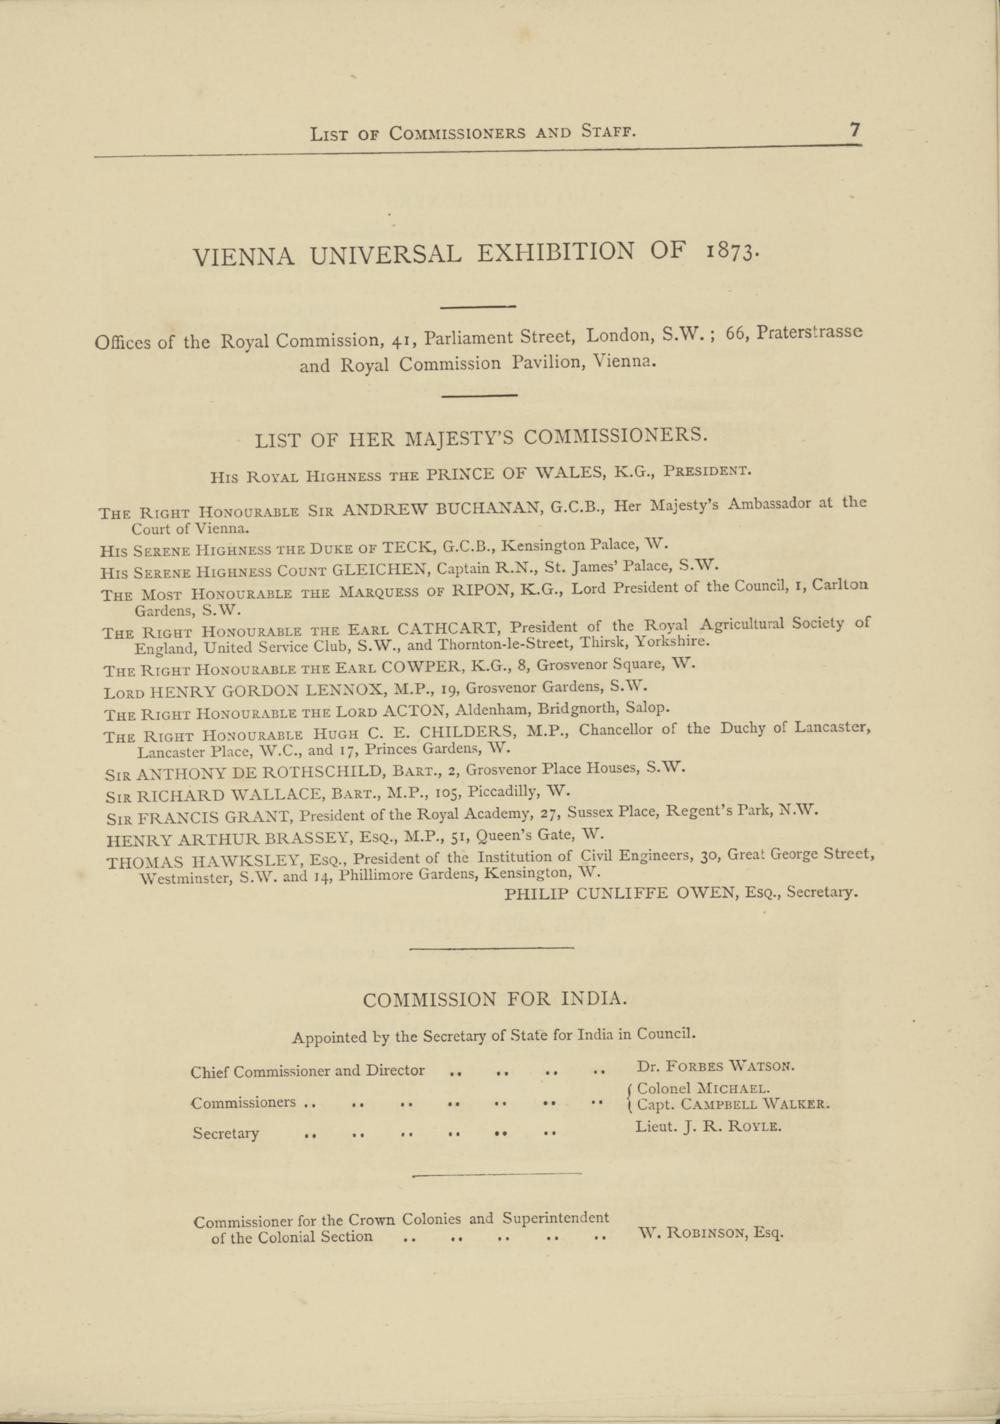 List of Commissioners and Staff. 7
VIENNA UNIVERSAL EXHIBITION OF 1873.
Offices of the Royal Commission, 41, Parliament Street, London, S.W.; 66, Praterstrasse
and Royal Commission Pavilion, Vienna.
LIST OF HER MAJESTY'S COMMISSIONERS.
His Royal Highness the PRINCE OF WALES, K.G., President.
The Right Honourable Sir ANDREW BUCHANAN, G.C.B., Her Majesty's Ambassador at the
Court of Vienna.
His Serene Highness the Duke of TECK, G.C.B., Kensington Palace, W.
His Serene Highness Count GLEICHEN, Captain R.N., St. James' Palace, S.W.
The Most Honourable the Marquess of RIPON, K.G., Lord President of the Council, 1, Carlton
Gardens, S.W.
The Right Honourable the Earl CATHCART, President of the Royal Agricultural Society of
England, United Service Club, S.W., and Thornton-le-Street, Thirsk, Yorkshire.
The Right Honourable the Earl COWPER, K.G., 8, Grosvenor Square, W.
Lord HENRY GORDON LENNOX, M.P., 19, Grosvenor Gardens, S.W.
The Right Honourable the Lord ACTON, Aldenham, Bridgnorth, Salop.
The Right Honourable Hugh C. E. CHILDERS, M.P., Chancellor of the Duchy of Lancaster,
Lancaster Place, W.C., and 17, Princes Gardens, W.
Sir ANTHONY DE ROTHSCHILD, Bart., 2, Grosvenor Place Houses, S.W.
Sir RICHARD WALLACE, Bart., M.P., 105, Piccadilly, W.
Sir FRANCIS GRANT, President of the Royal Academy, 27, Sussex Place, Regent's Park, N.W.
HENRY ARTHUR BRASSEY, Esq., M.P., 51, Queen's Gate, W.
THOMAS HAWKSLEY, Esq., President of the Institution of Civil Engineers, 30, Great George Street,
Westminster, S.W. and 14, Phillimore Gardens, Kensington, W.
PHILIP CUNLIFFE OWEN, Esq., Secretary.
COMMISSION FOR INDIA.
Appointed by the Secretary of State for India in Council.
Chief Commissioner and Director .. .. .. .. Dr. Forbes Watson.
Commissioners .. .. .. .. .. .. .. { Colonel Michael.
{ Capt. Campbell Walker.
Secretary .. .. .. .. .. .. Lieut. J. R. Royle.
Commissioner for the Crown Colonies and Superintendent
of the Colonial Section .. .. .. .. .. W. Robinson, Esq.